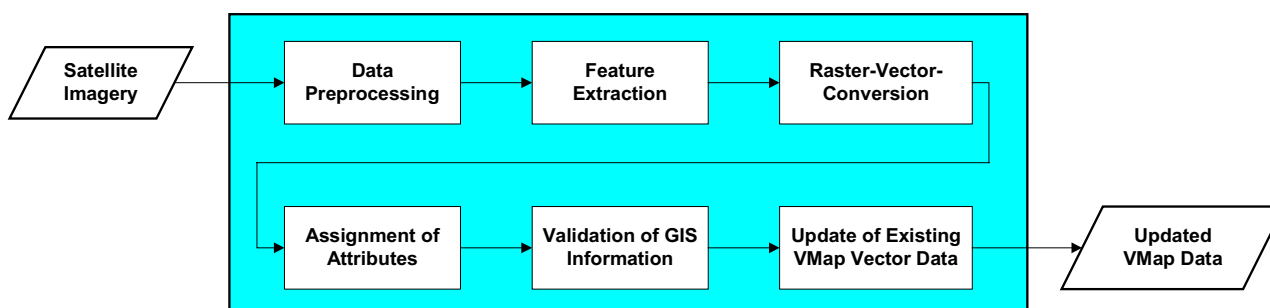 Satellite
Imagery
Data
Preprocessing
Feature
Extraction
Raster-Vector-
Conversion
Assignment of
Attributes
Validation of GIS
Information
Update of Existing
VMap Vector Data
Updated
VMap Data